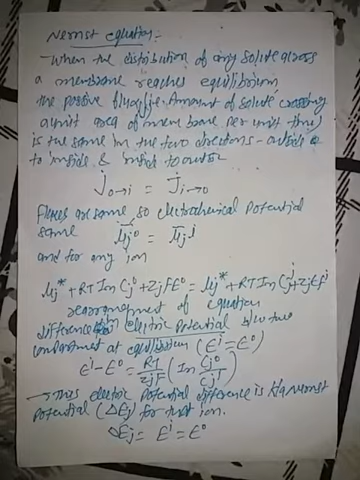 Nernst equation:-
- When the distribution of any solute across
a membrane reaches equilibrium,
the passive flux (i.e. Amount of solute crossing
a unit area of membrane per unit time)
is the same in the two directions - outside
to inside & inside to outside
J o→i = J i→o
Fluxes are same, so electrochemical Potential
same μ̄j^o = μ̄j^i
and for any ion
μj* + RT ln Cj^o + ZjFE^o = μj* + RT ln Cj^i + ZjFE^i
rearrangement of equation
difference in electric Potential b/w two
compartment at equilibrium (E^i = E^o)
E^i - E^o = RT/ZjF (ln Cj^o/Cj^i)
→ This electric Potential difference is k/a Nernst
Potential (ΔEj) for that ion.
ΔEj = E^i = E^o